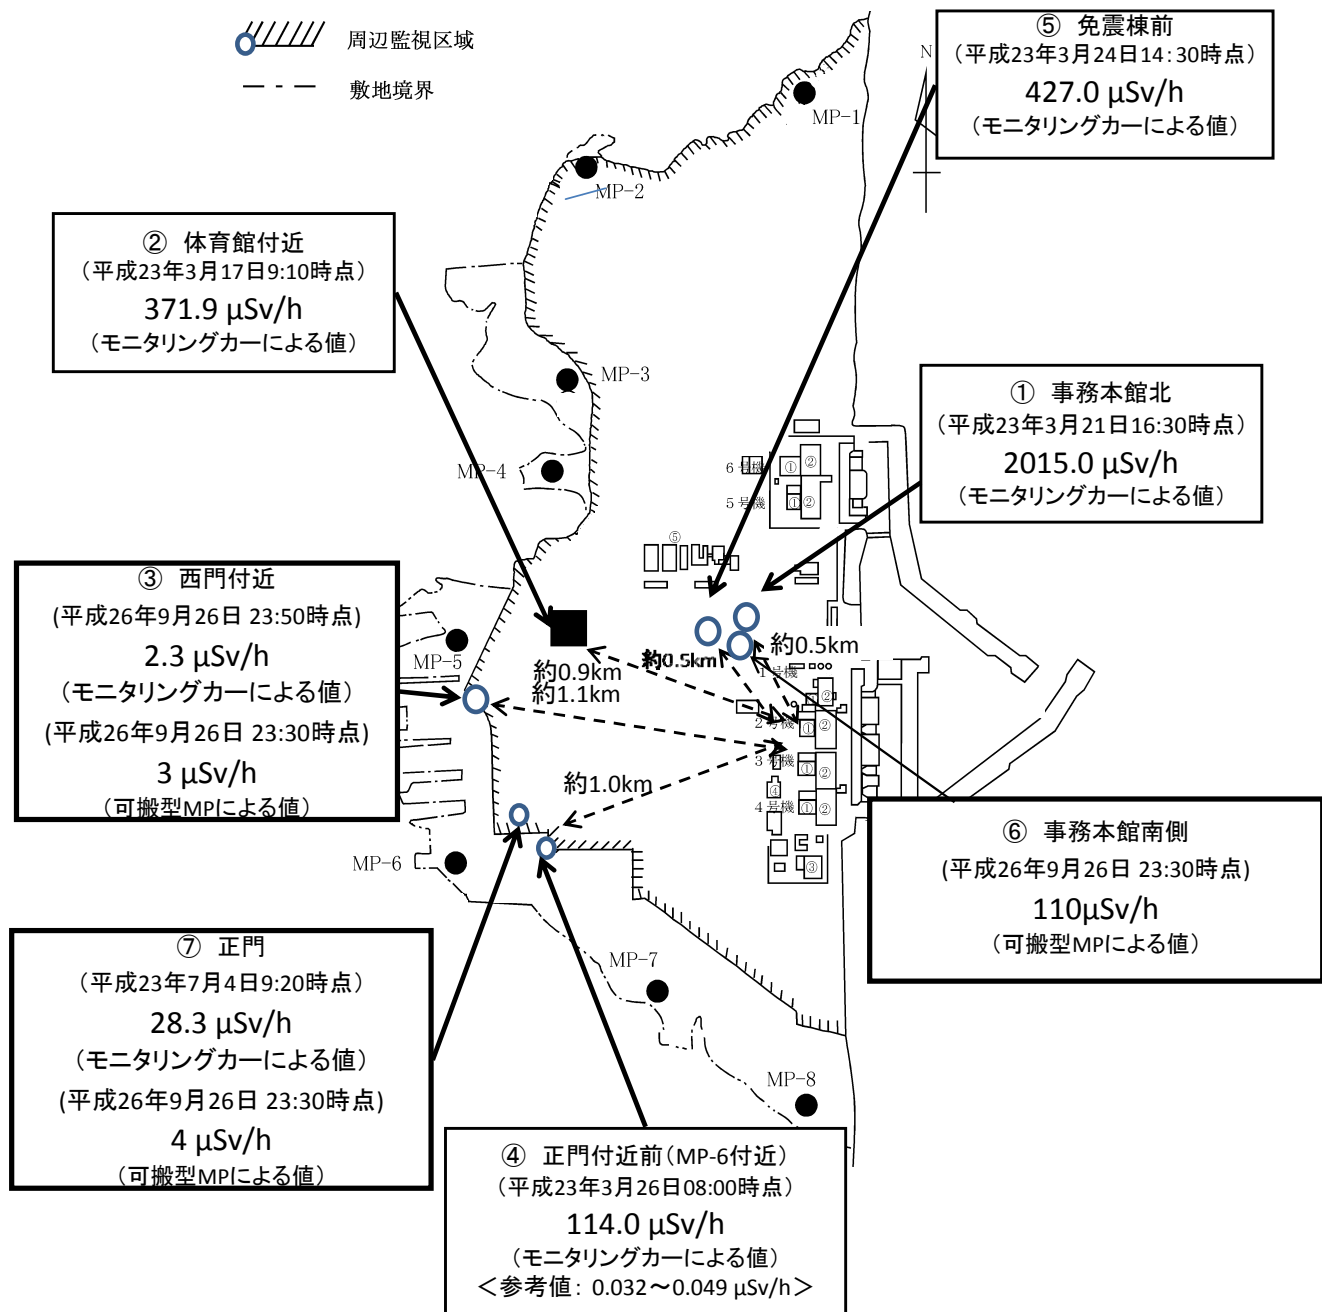 周辺監視区域
敷地境界
⑤ 免震棟前
(平成23年3月24日14:30時点)
427.0 μSv/h
(モニタリングカーによる値)
N
MP-1
MP-2
② 体育館付近
(平成23年3月17日9:10時点)
371.9 μSv/h
(モニタリングカーによる値)
MP-3
MP-4
① 事務本館北
(平成23年3月21日16:30時点)
2015.0 μSv/h
(モニタリングカーによる値)
6号機
① ②
5号機
① ②
⑤
③ 西門付近
(平成26年9月26日 23:50時点)
2.3 μSv/h
(モニタリングカーによる値)
(平成26年9月26日 23:30時点)
3 μSv/h
(可搬型MPによる値)
MP-5
約0.9km
約1.1km
約0.5km
約0.5km
1号機
②
2号機
① ②
3号機
① ②
④
4号機
① ②
③
約1.0km
MP-6
⑥ 事務本館南側
(平成26年9月26日 23:30時点)
110μSv/h
(可搬型MPによる値)
⑦ 正門
(平成23年7月4日9:20時点)
28.3 μSv/h
(モニタリングカーによる値)
(平成26年9月26日 23:30時点)
4 μSv/h
(可搬型MPによる値)
MP-7
MP-8
④ 正門付近前(MP-6付近)
(平成23年3月26日08:00時点)
114.0 μSv/h
(モニタリングカーによる値)
<参考値: 0.032～0.049 μSv/h>